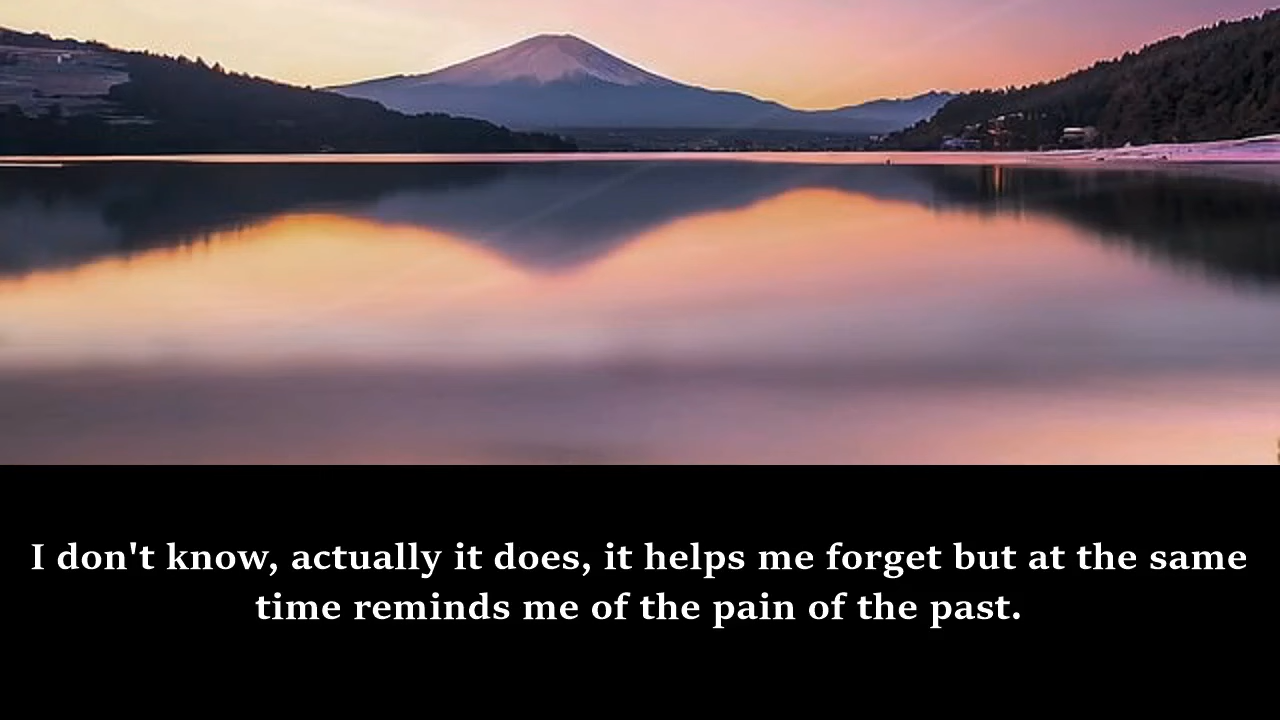 I don't know, actually it does, it helps me forget but at the same
time reminds me of the pain of the past.